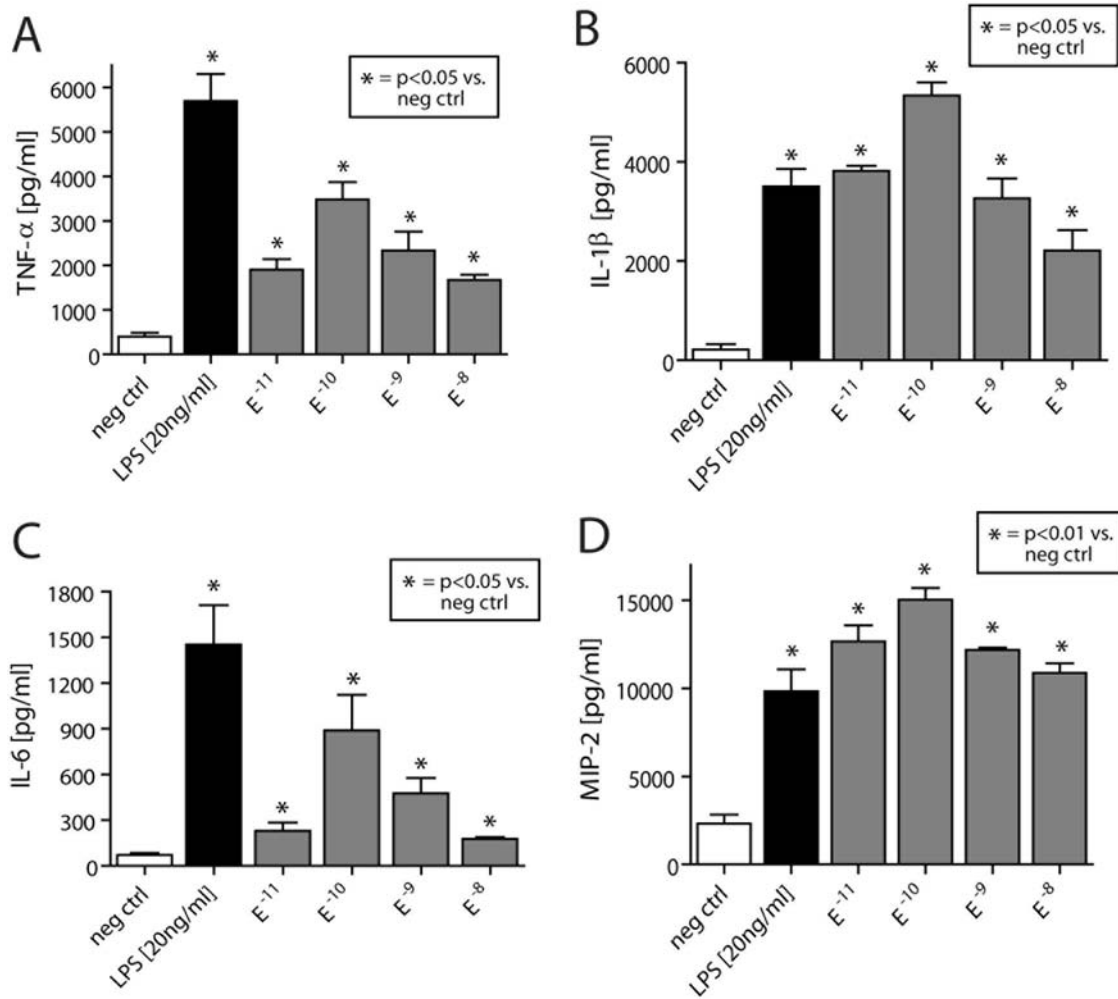 A
* = p<0.05 vs.
neg ctrl
TNF-α [pg/ml]
6000
5000
4000
3000
2000
1000
0
*
*
*
*
*
neg ctrl
LPS [20ng/ml]
E⁻¹¹
E⁻¹⁰
E⁻⁹
E⁻⁸
B
* = p<0.05 vs.
neg ctrl
IL-1β [pg/ml]
6000
4000
2000
0
*
*
*
*
*
neg ctrl
LPS [20ng/ml]
E⁻¹¹
E⁻¹⁰
E⁻⁹
E⁻⁸
C
* = p<0.05 vs.
neg ctrl
IL-6 [pg/ml]
1800
1500
1200
900
600
300
0
*
*
*
*
*
neg ctrl
LPS [20ng/ml]
E⁻¹¹
E⁻¹⁰
E⁻⁹
E⁻⁸
D
* = p<0.01 vs.
neg ctrl
MIP-2 [pg/ml]
15000
10000
5000
0
*
*
*
*
*
neg ctrl
LPS [20ng/ml]
E⁻¹¹
E⁻¹⁰
E⁻⁹
E⁻⁸